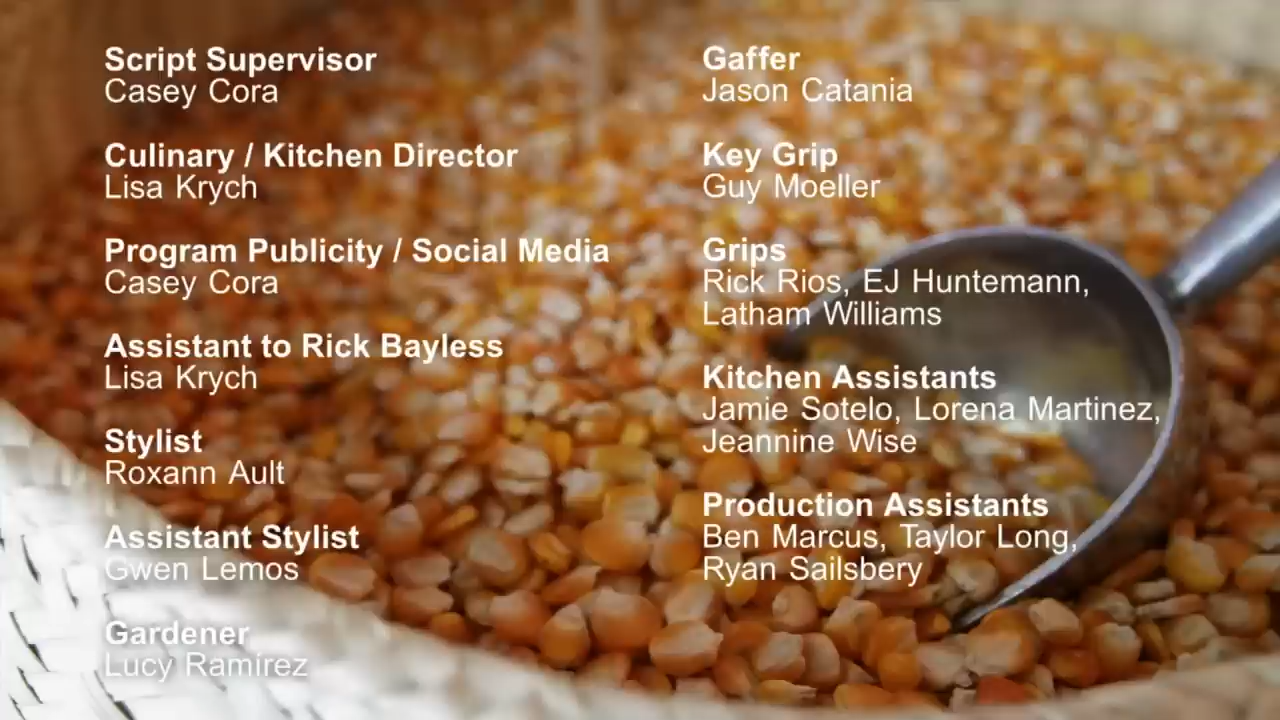 Script Supervisor
Casey Cora
Culinary / Kitchen Director
Lisa Krych
Program Publicity / Social Media
Casey Cora
Assistant to Rick Bayless
Lisa Krych
Stylist
Roxann Ault
Assistant Stylist
Gwen Lemos
Gardener
Lucy Ramírez
Gaffer
Jason Catania
Key Grip
Guy Moeller
Grips
Rick Rios, EJ Huntemann,
Latham Williams
Kitchen Assistants
Jamie Sotelo, Lorena Martinez,
Jeannine Wise
Production Assistants
Ben Marcus, Taylor Long,
Ryan Sailsbery